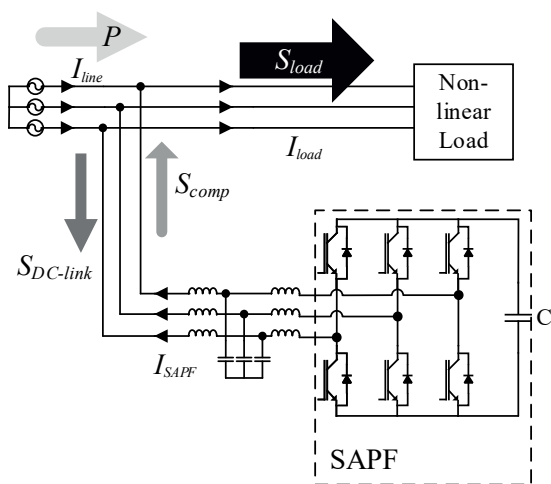 P
S_load
I_line
Non-
linear
Load
I_load
S_comp
S_DC-link
C
I_SAPF
SAPF